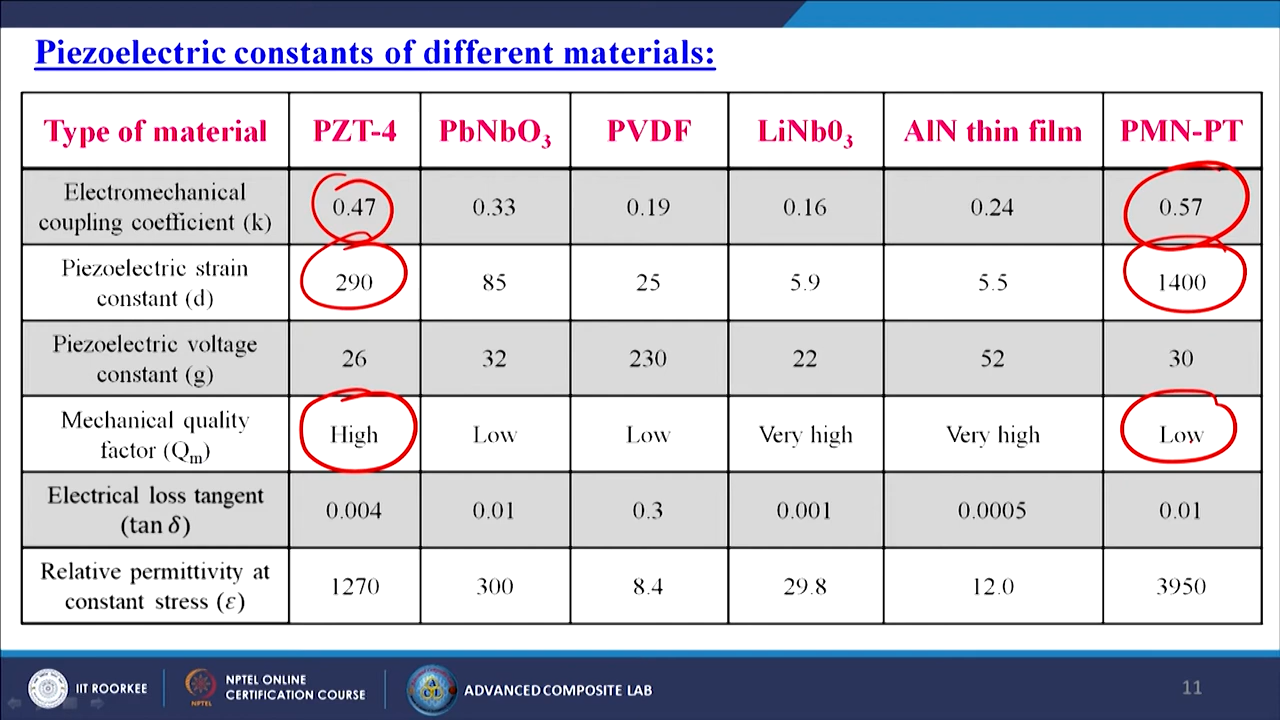 Piezoelectric constants of different materials:
Type of material PZT-4 PbNbO₃ PVDF LiNb0₃ AlN thin film PMN-PT
Electromechanical
coupling coefficient (k) 0.47 0.33 0.19 0.16 0.24 0.57
Piezoelectric strain
constant (d) 290 85 25 5.9 5.5 1400
Piezoelectric voltage
constant (g) 26 32 230 22 52 30
Mechanical quality
factor (Qₘ) High Low Low Very high Very high Low
Electrical loss tangent
(tan δ) 0.004 0.01 0.3 0.001 0.0005 0.01
Relative permittivity at
constant stress (ε) 1270 300 8.4 29.8 12.0 3950
IIT ROORKEE
NPTEL
NPTEL ONLINE
CERTIFICATION COURSE
ADVANCED COMPOSITE LAB
11